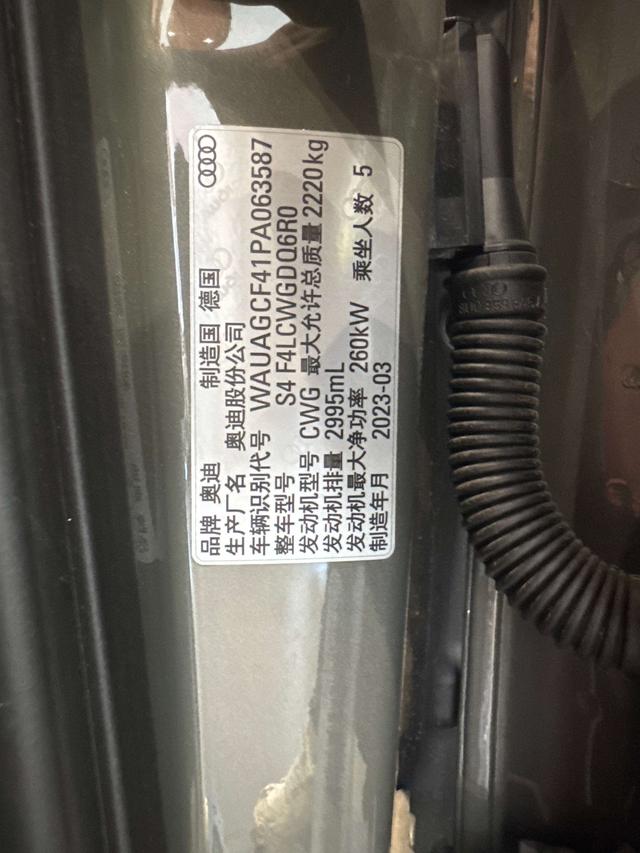 品牌 奥迪 制造国 德国
生产厂名 奥迪股份公司
车辆识别代号 WAUAGCF41PA063587
整车型号 S4 F4LCWGDQ6R0
发动机型号 CWG 最大允许总质量 2220kg
发动机排量 2995mL
发动机最大净功率 260kW 乘坐人数 5
制造年月 2023-03